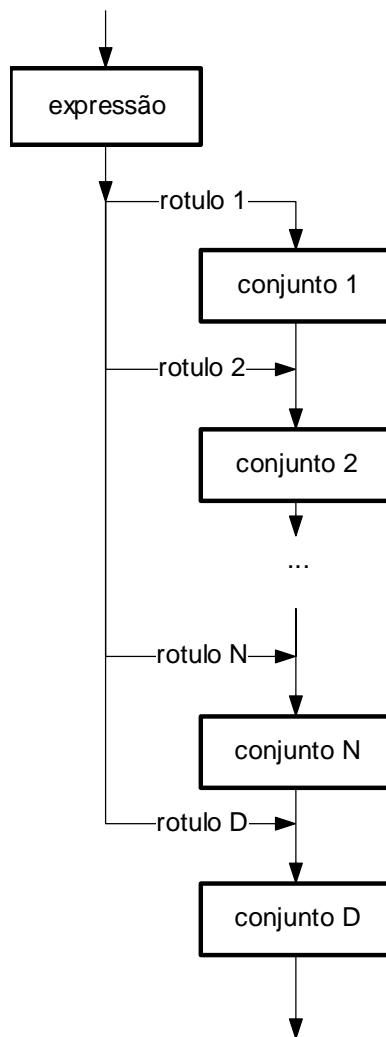 expressão
rotulo 1
conjunto 1
rotulo 2
conjunto 2
...
rotulo N
conjunto N
rotulo D
conjunto D